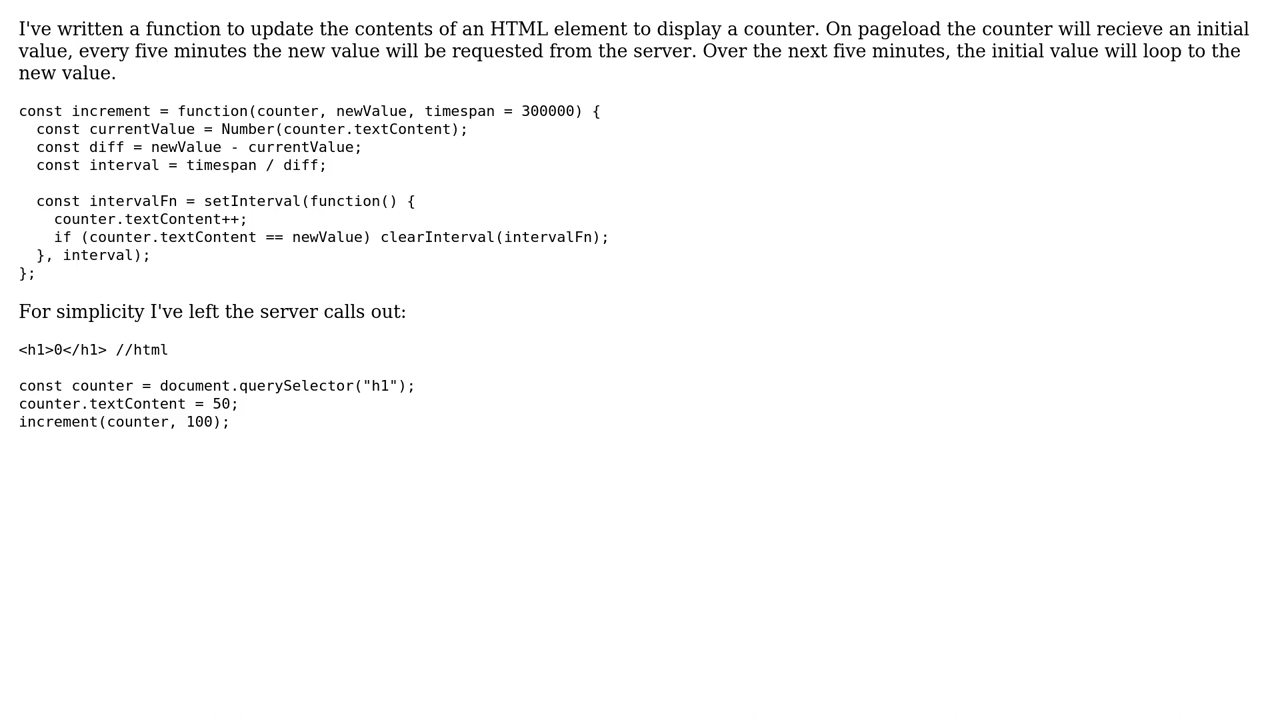 I've written a function to update the contents of an HTML element to display a counter. On pageload the counter will recieve an initial
value, every five minutes the new value will be requested from the server. Over the next five minutes, the initial value will loop to the
new value.
const increment = function(counter, newValue, timespan = 300000) {
  const currentValue = Number(counter.textContent);
  const diff = newValue - currentValue;
  const interval = timespan / diff;

  const intervalFn = setInterval(function() {
    counter.textContent++;
    if (counter.textContent == newValue) clearInterval(intervalFn);
  }, interval);
};
For simplicity I've left the server calls out:
<h1>0</h1> //html

const counter = document.querySelector("h1");
counter.textContent = 50;
increment(counter, 100);